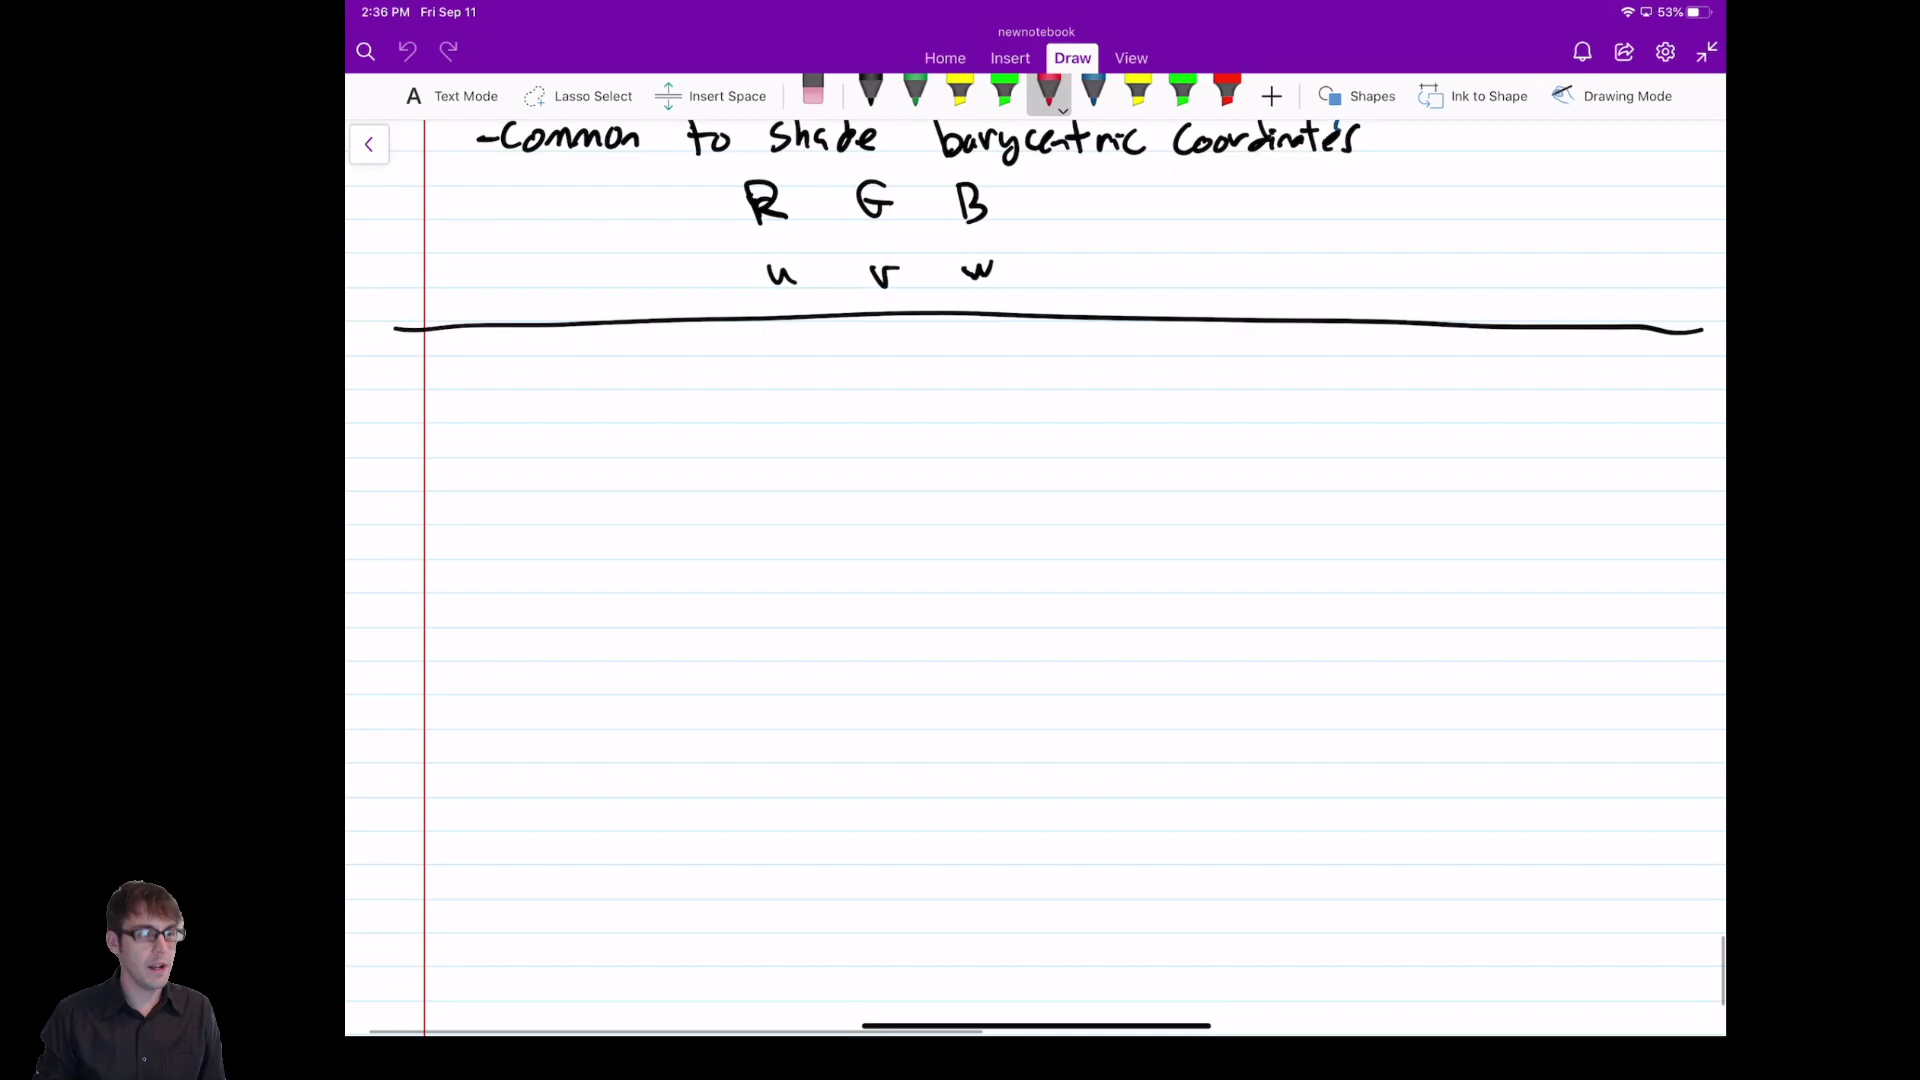 2:36 PM Fri Sep 11 53%
newnotebook
Home Insert Draw View
A Text Mode Lasso Select Insert Space Shapes Ink to Shape Drawing Mode
-Common to shade barycentric Coordinates
R G B
u v w